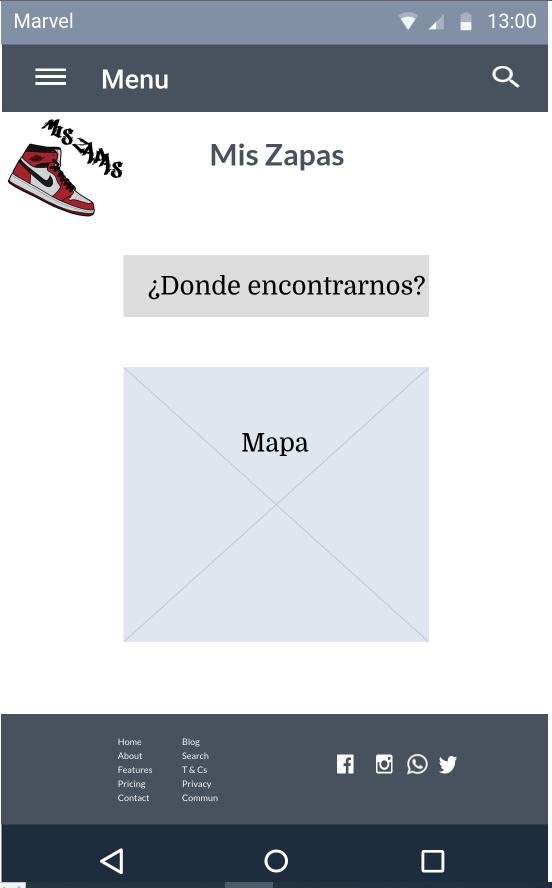 Marvel 13:00
Menu
MIS ZAPAS
Mis Zapas
¿Donde encontrarnos?
Mapa
Home Blog
About Search
Features T & Cs
Pricing Privacy
Contact Commun